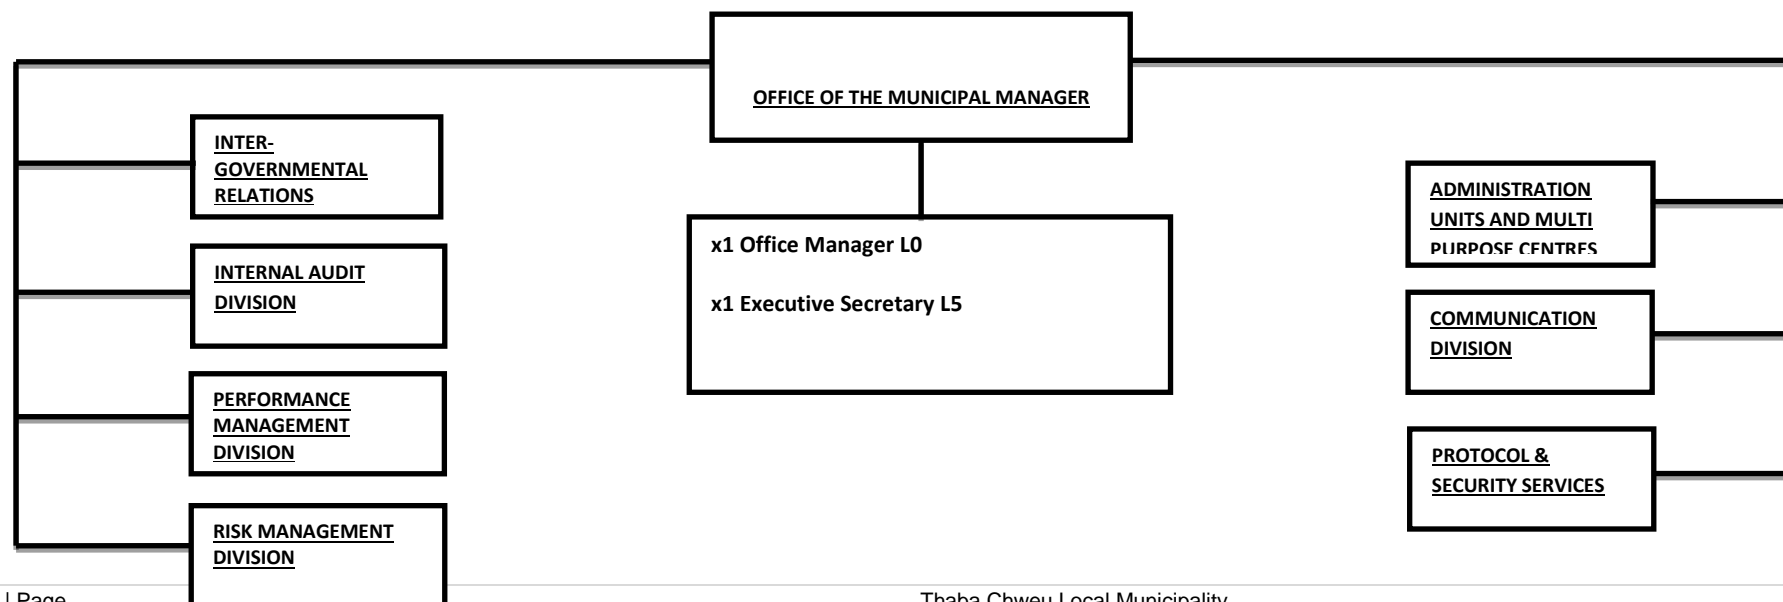 OFFICE OF THE MUNICIPAL MANAGER
INTER-
GOVERNMENTAL
RELATIONS
INTERNAL AUDIT
DIVISION
PERFORMANCE
MANAGEMENT
DIVISION
RISK MANAGEMENT
DIVISION
x1 Office Manager L0
x1 Executive Secretary L5
ADMINISTRATION
UNITS AND MULTI
PURPOSE CENTRES
COMMUNICATION
DIVISION
PROTOCOL &
SECURITY SERVICES
| Page
Thaba Chweu Local Municipality